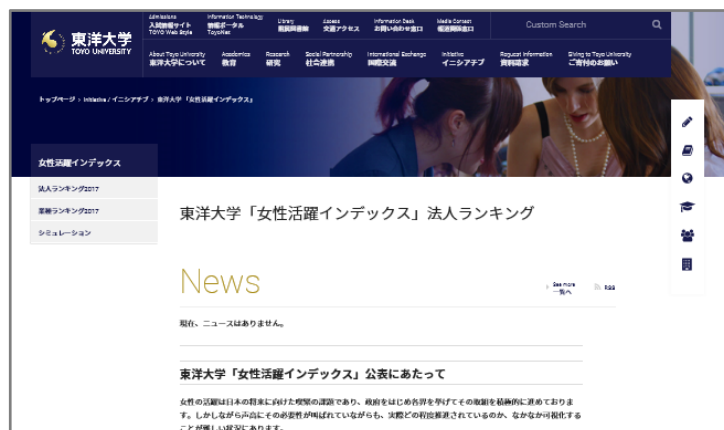 東洋大学
TOYO UNIVERSITY
Admissions
入試情報サイト
TOYO Web Style
Information Technology
情報ポータル
ToyoNet
Library
附属図書館
Access
交通アクセス
Information Desk
お問い合わせ窓口
Media Contact
報道関係窓口
Custom Search
About Toyo University
東洋大学について
Academics
教育
Research
研究
Social Partnership
社会連携
International Exchange
国際交流
Initiative
イニシアチブ
Request Information
資料請求
Giving to Toyo University
ご寄付のお願い
トップページ › Initiative / イニシアチブ › 東洋大学「女性活躍インデックス」
女性活躍インデックス
法人ランキング2017
業種ランキング2017
シミュレーション
東洋大学「女性活躍インデックス」法人ランキング
News
See more
一覧へ
RSS
現在、ニュースはありません。
東洋大学「女性活躍インデックス」公表にあたって
女性の活躍は日本の将来に向けた喫緊の課題であり、政府をはじめ各界を挙げてその取組を積極的に進めておりま
す。しかしながら声高にその必要性が叫ばれていながらも、実際どの程度推進されているのか、なかなか可視化する
ことが難しい状況にあります。